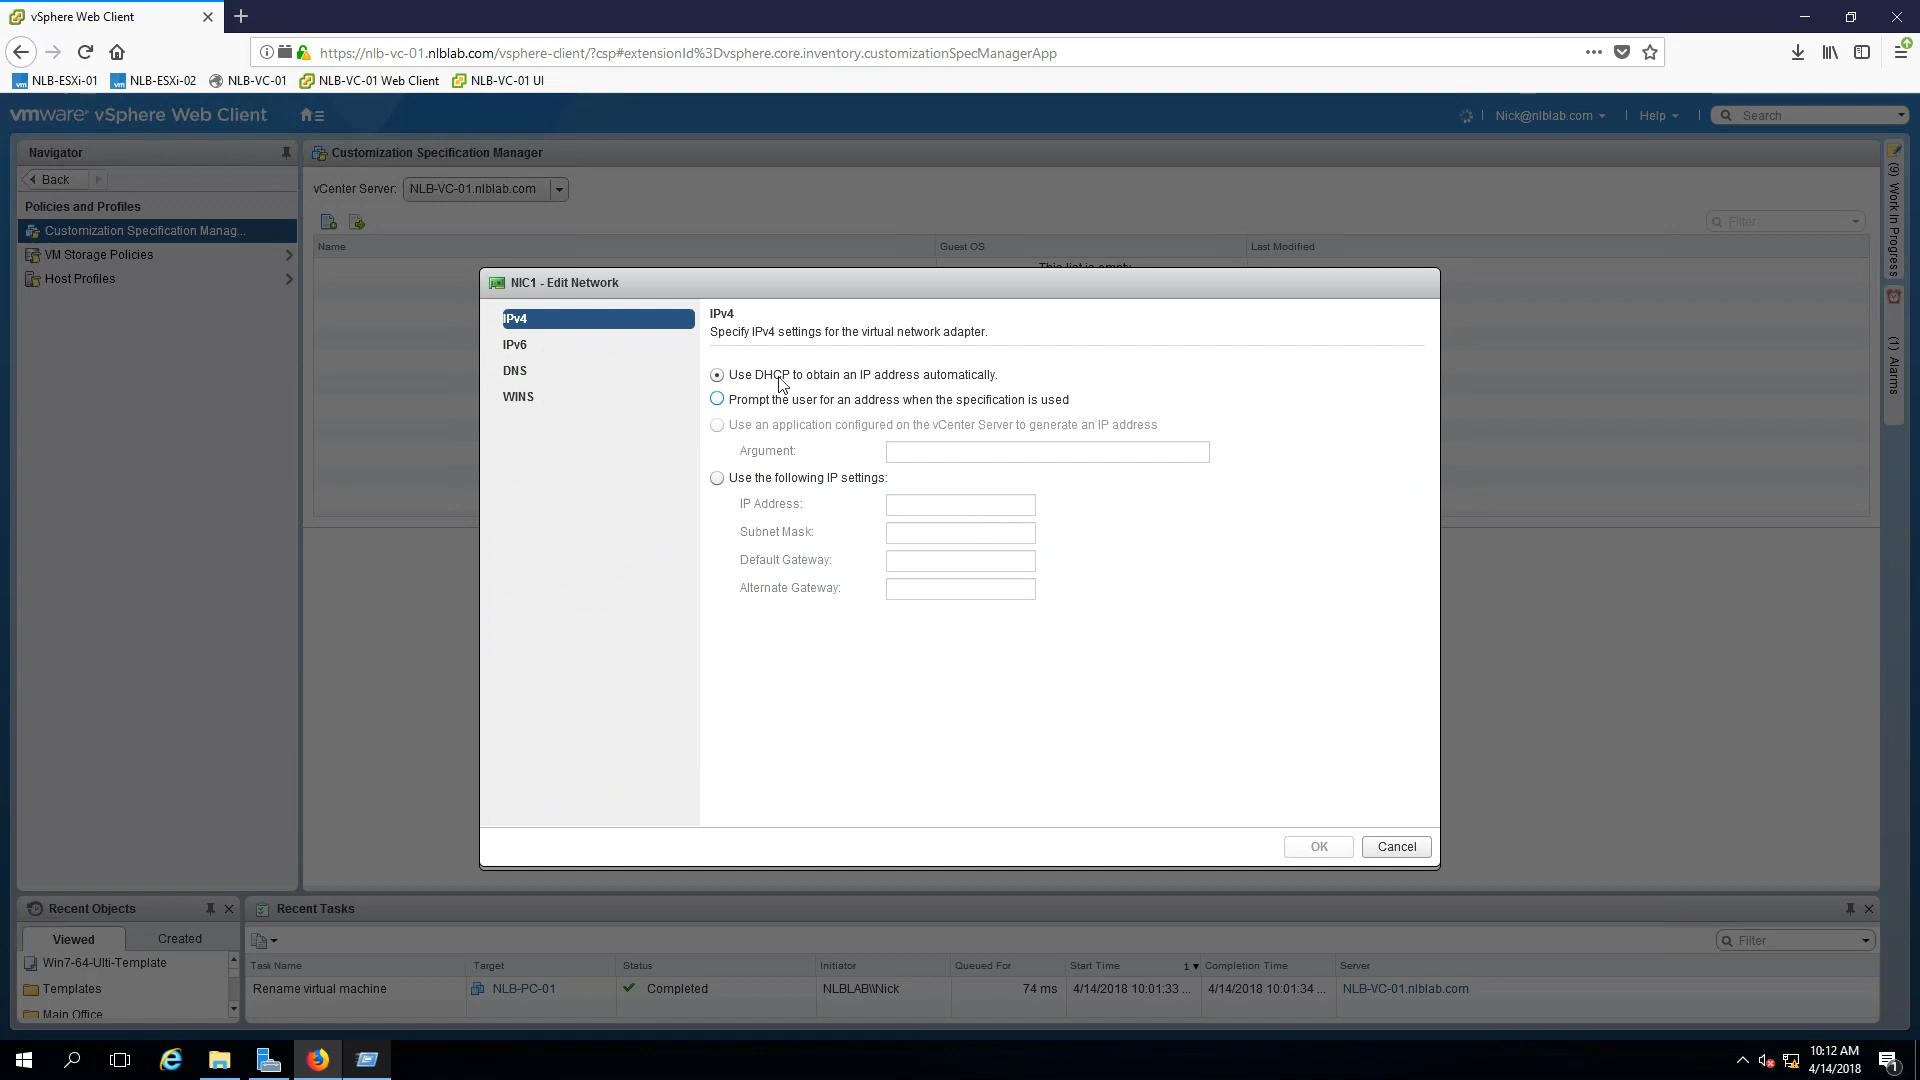 vSphere Web Client
https://nlb-vc-01.nlblab.com/vsphere-client/?csp#extensionId%3Dvsphere.core.inventory.customizationSpecManagerApp
NLB-ESXi-01 NLB-ESXi-02 NLB-VC-01 NLB-VC-01 Web Client NLB-VC-01 UI
vmware® vSphere Web Client Nick@nlblab.com Help Search
Navigator Customization Specification Manager
Back vCenter Server: NLB-VC-01.nlblab.com
Policies and Profiles
Customization Specification Manag...
VM Storage Policies
Host Profiles
Filter
Name Guest OS Last Modified
(9) Work In Progress
(1) Alarms
NIC1 - Edit Network
IPv4
IPv6
DNS
WINS
IPv4
Specify IPv4 settings for the virtual network adapter.
Use DHCP to obtain an IP address automatically.
Prompt the user for an address when the specification is used
Use an application configured on the vCenter Server to generate an IP address
Argument:
Use the following IP settings:
IP Address:
Subnet Mask:
Default Gateway:
Alternate Gateway:
OK Cancel
Recent Objects
Viewed Created
Win7-64-Ulti-Template
Templates
Main Office
Recent Tasks
Filter
Task Name Target Status Initiator Queued For Start Time 1 Completion Time Server
Rename virtual machine NLB-PC-01 Completed NLBLAB\\Nick 74 ms 4/14/2018 10:01:33 ... 4/14/2018 10:01:34 ... NLB-VC-01.nlblab.com
10:12 AM
4/14/2018
1